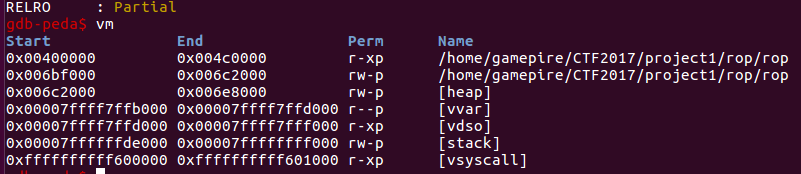 RELRO     : Partial
gdb-peda$ vm
Start              End                Perm      Name
0x00400000         0x004c0000         r-xp      /home/gamepire/CTF2017/project1/rop/rop
0x006bf000         0x006c2000         rw-p      /home/gamepire/CTF2017/project1/rop/rop
0x006c2000         0x006e8000         rw-p      [heap]
0x00007ffff7ffb000 0x00007ffff7ffd000 r--p      [vvar]
0x00007ffff7ffd000 0x00007ffff7fff000 r-xp      [vdso]
0x00007ffffffde000 0x00007ffffffff000 rw-p      [stack]
0xffffffffff600000 0xffffffffff601000 r-xp      [vsyscall]
gdb-peda$